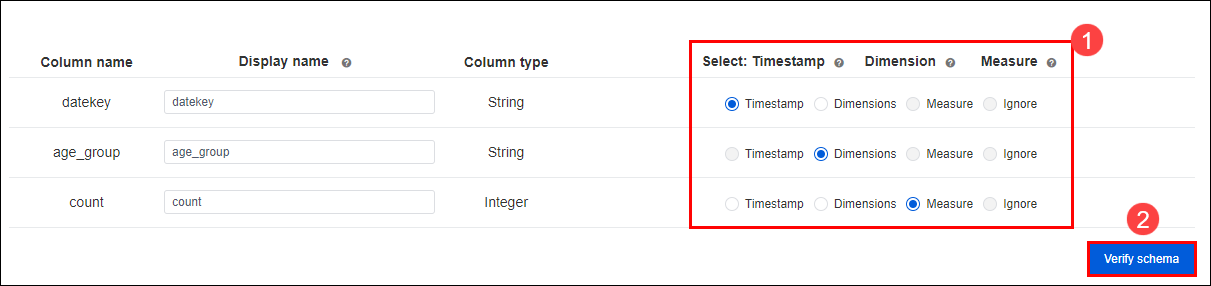 1
Column name Display name ? Column type Select: Timestamp ? Dimension ? Measure ?
datekey datekey String Timestamp Dimensions Measure Ignore
age_group age_group String Timestamp Dimensions Measure Ignore
count count Integer Timestamp Dimensions Measure Ignore
2
Verify schema